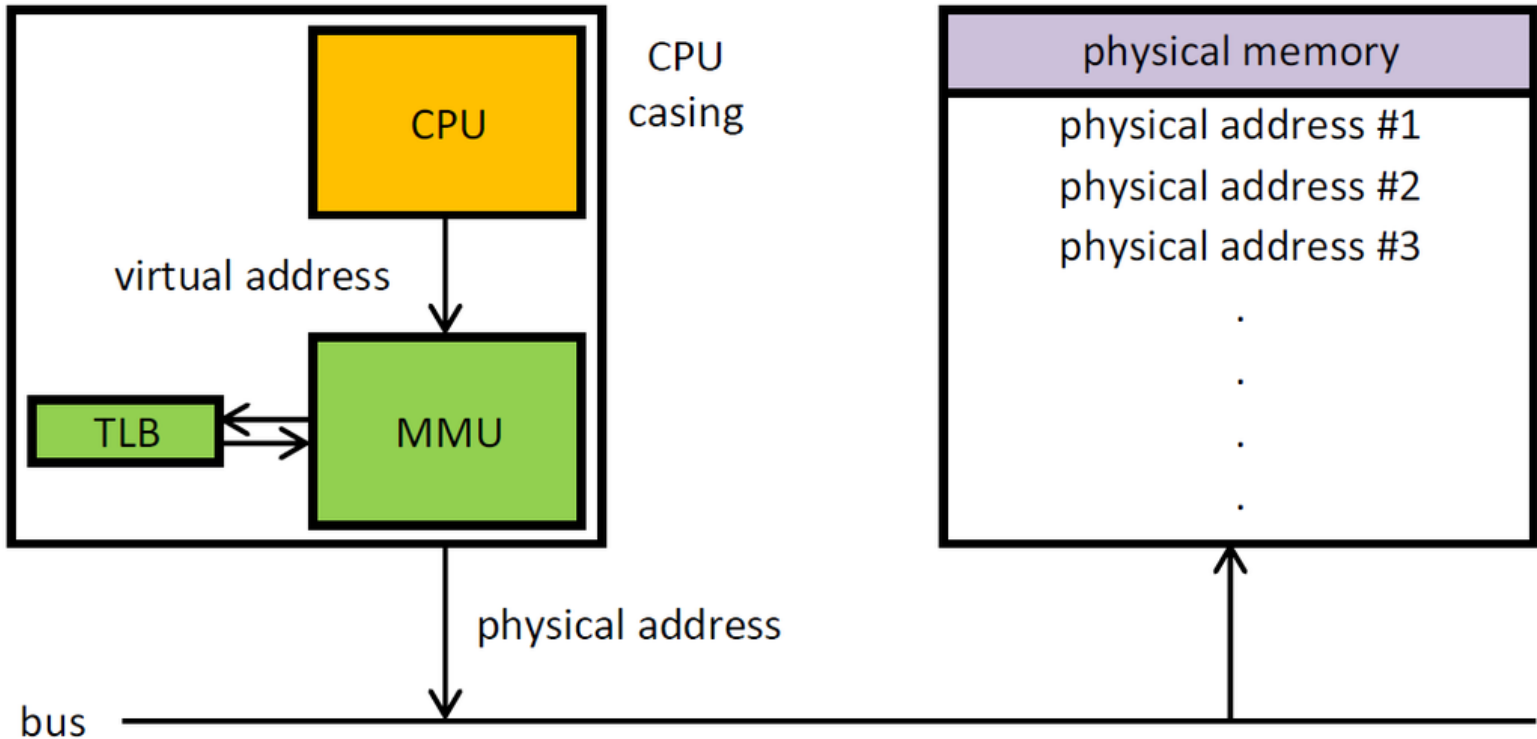 CPU
CPU
casing
virtual address
TLB
MMU
physical address
bus
physical memory
physical address #1
physical address #2
physical address #3
.
.
.
.